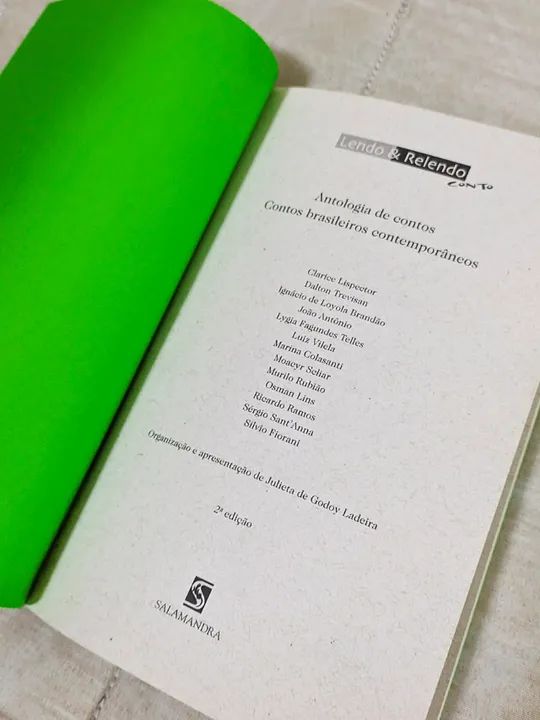 Lendo & Relendo
CONTO
Antologia de contos
Contos brasileiros contemporâneos
Clarice Lispector
Dalton Trevisan
Ignácio de Loyola Brandão
João Antônio
Lygia Fagundes Telles
Luiz Vilela
Marina Colasanti
Moacyr Scliar
Murilo Rubião
Osman Lins
Ricardo Ramos
Sérgio Sant'Anna
Silvio Fiorani
Organização e apresentação de Julieta de Godoy Ladeira
2ª edição
SALAMANDRA